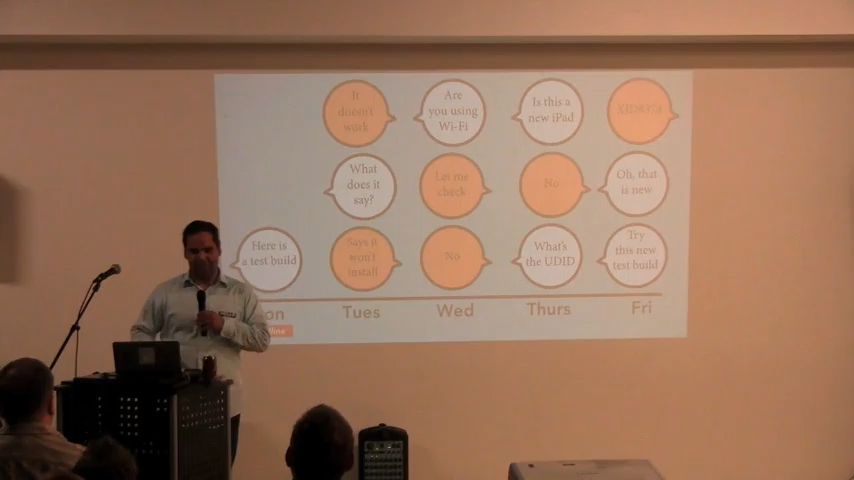 It
doesn't
work
Are
you using
Wi-Fi
Is this a
new iPad
What
does it
say?
Let me
check
No
Oh, that
is new
Here is
a test build
Says it
won't
install
No
What's
the UDID
Try
this new
test build
Tues
Wed
Thurs
Fri